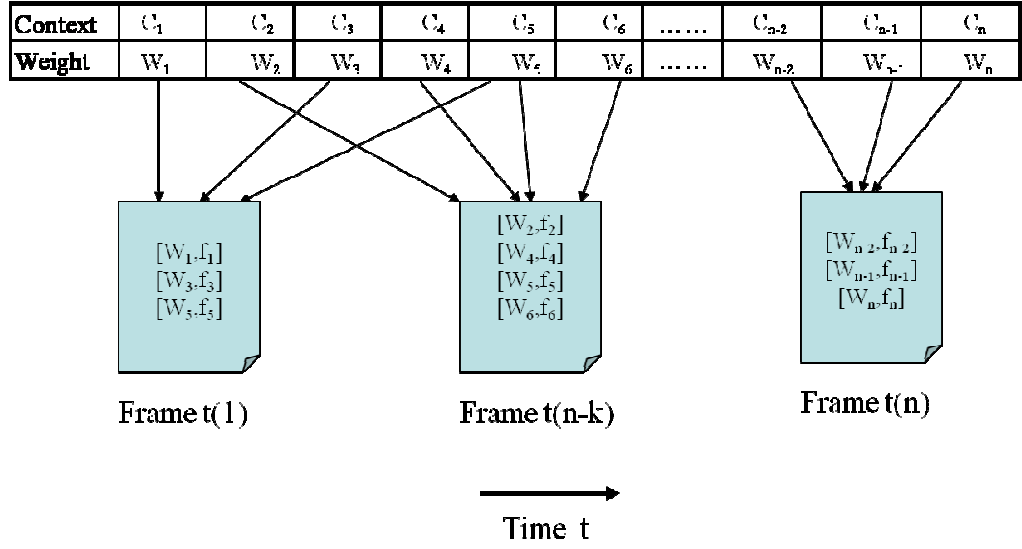 Context C₁ C₂ C₃ C₄ C₅ C₆ …… Cₙ₋₂ Cₙ₋₁ Cₙ
Weight W₁ W₂ W₃ W₄ W₅ W₆ …… Wₙ₋₂ Wₙ₋₁ Wₙ
[W₁,f₁]
[W₃,f₃]
[W₅,f₅]
Frame t(1)
[W₂,f₂]
[W₄,f₄]
[W₅,f₅]
[W₆,f₆]
Frame t(n-k)
[Wₙ₋₂,fₙ₋₂]
[Wₙ₋₁,fₙ₋₁]
[Wₙ,fₙ]
Frame t(n)
Time t